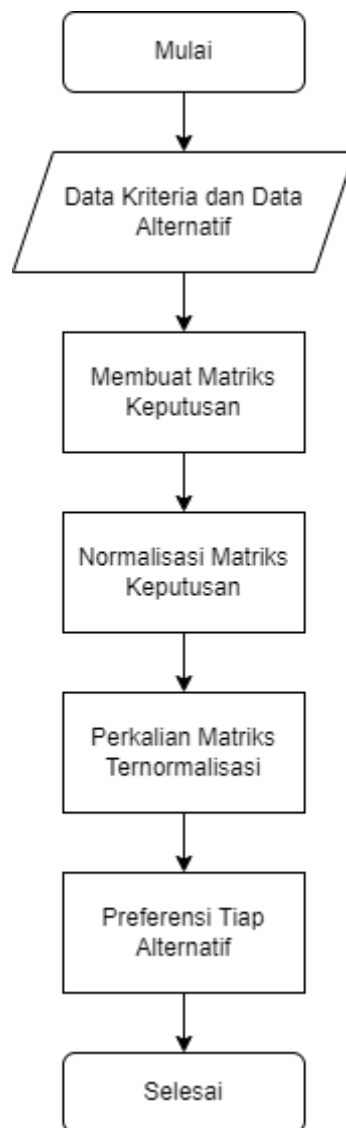 Mulai
Data Kriteria dan Data
Alternatif
Membuat Matriks
Keputusan
Normalisasi Matriks
Keputusan
Perkalian Matriks
Ternormalisasi
Preferensi Tiap
Alternatif
Selesai